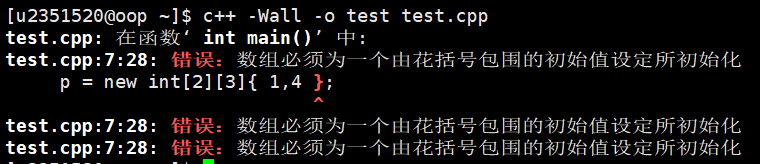 [u2351520@oop ~]$ c++ -Wall -o test test.cpp
test.cpp: 在函数‘ int main()’ 中:
test.cpp:7:28: 错误：数组必须为一个由花括号包围的初始值设定所初始化
p = new int[2][3]{ 1,4 };
^
test.cpp:7:28: 错误：数组必须为一个由花括号包围的初始值设定所初始化
test.cpp:7:28: 错误：数组必须为一个由花括号包围的初始值设定所初始化